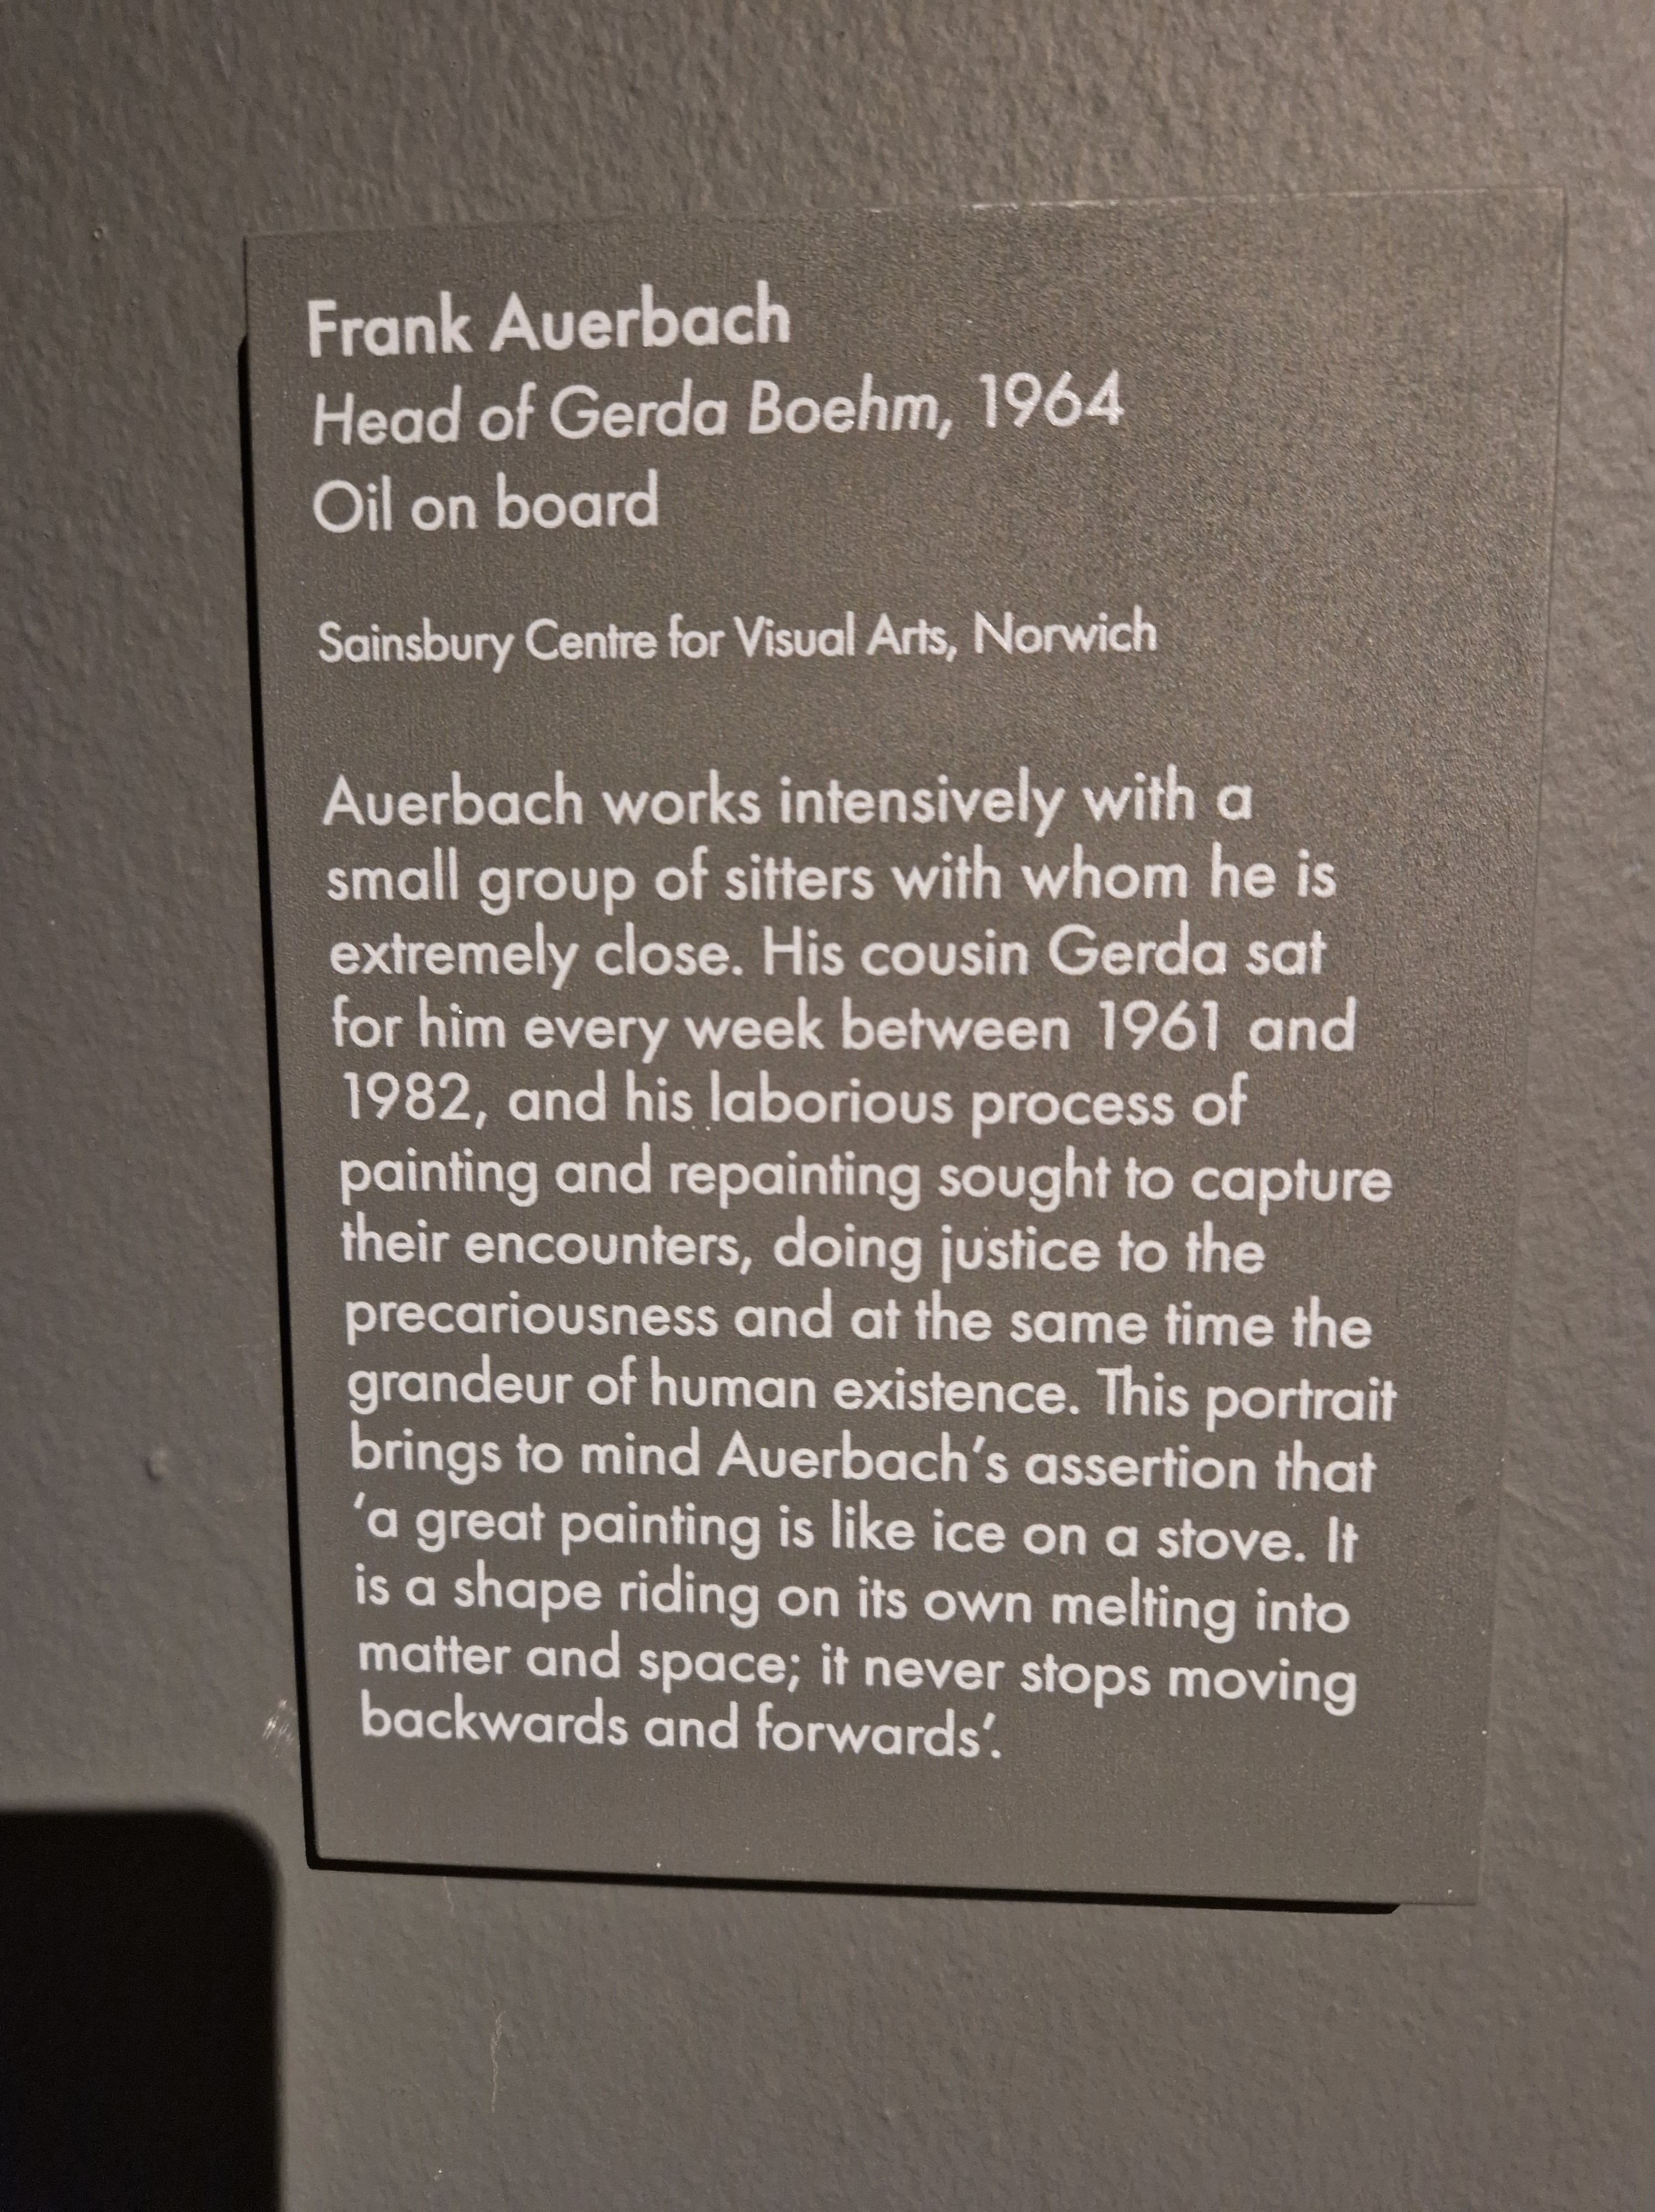 Frank Auerbach
Head of Gerda Boehm, 1964
Oil on board
Sainsbury Centre for Visual Arts, Norwich
Auerbach works intensively with a
small group of sitters with whom he is
extremely close. His cousin Gerda sat
for him every week between 1961 and
1982, and his laborious process of
painting and repainting sought to capture
their encounters, doing justice to the
precariousness and at the same time the
grandeur of human existence. This portrait
brings to mind Auerbach’s assertion that
‘a great painting is like ice on a stove. It
is a shape riding on its own melting into
matter and space; it never stops moving
backwards and forwards’.